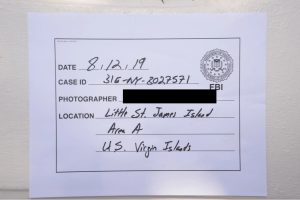 DATE 8/12/19
CASE ID 31E-NY-3027571
PHOTOGRAPHER
FBI
LOCATION Little St. James Island
Area A
U.S. Virgin Islands